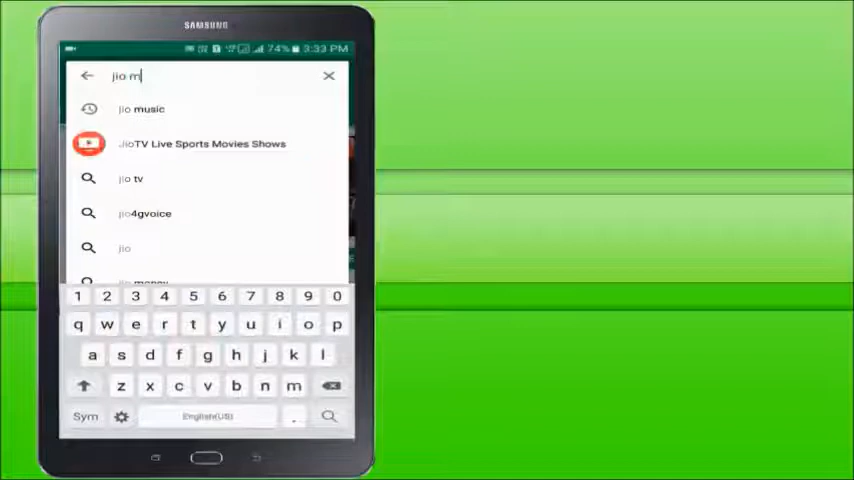 SAMSUNG
74% 3:33 PM
jio m
jio music
JioTV Live Sports Movies Shows
jio tv
jio4gvoice
jio
jio money
1 2 3 4 5 6 7 8 9 0
q w e r t y u i o p
a s d f g h j k l
z x c v b n m
Sym English(US) .